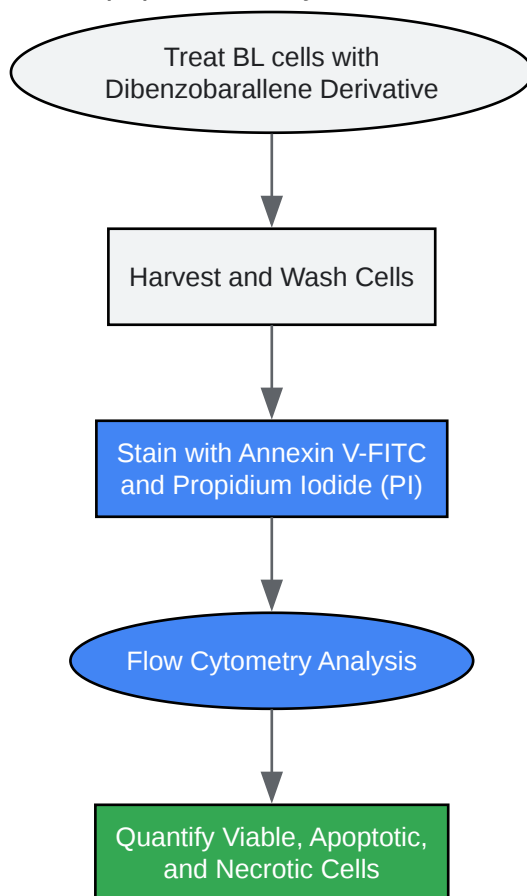 Treat BL cells with
Dibenzobarallene Derivative
Harvest and Wash Cells
Stain with Annexin V-FITC
and Propidium Iodide (PI)
Flow Cytometry Analysis
Quantify Viable, Apoptotic,
and Necrotic Cells